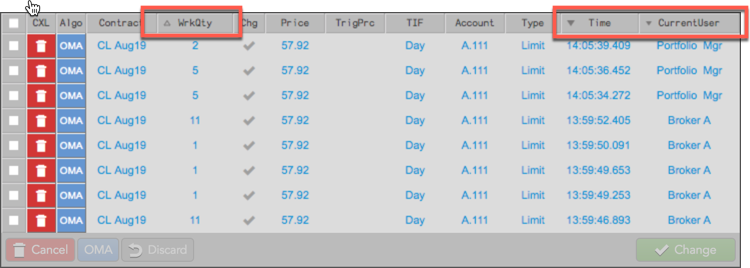 CXL Algo Contract WrkQty Chg Price TrigPrc TIF Account Type Time CurrentUser
OMA CL Aug19 2 57.92 Day A.111 Limit 14:05:39.409 Portfolio Mgr
OMA CL Aug19 5 57.92 Day A.111 Limit 14:05:36.452 Portfolio Mgr
OMA CL Aug19 5 57.92 Day A.111 Limit 14:05:34.272 Portfolio Mgr
OMA CL Aug19 11 57.92 Day A.111 Limit 13:59:52.405 Broker A
OMA CL Aug19 1 57.92 Day A.111 Limit 13:59:50.091 Broker A
OMA CL Aug19 1 57.92 Day A.111 Limit 13:59:49.653 Broker A
OMA CL Aug19 1 57.92 Day A.111 Limit 13:59:49.253 Broker A
OMA CL Aug19 11 57.92 Day A.111 Limit 13:59:46.893 Broker A
Cancel OMA Discard Change